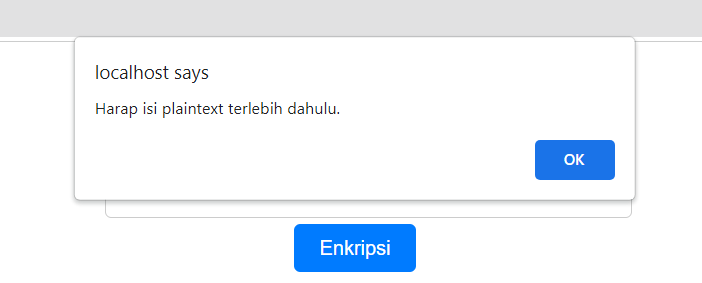 localhost says
Harap isi plaintext terlebih dahulu.
OK
Enkripsi